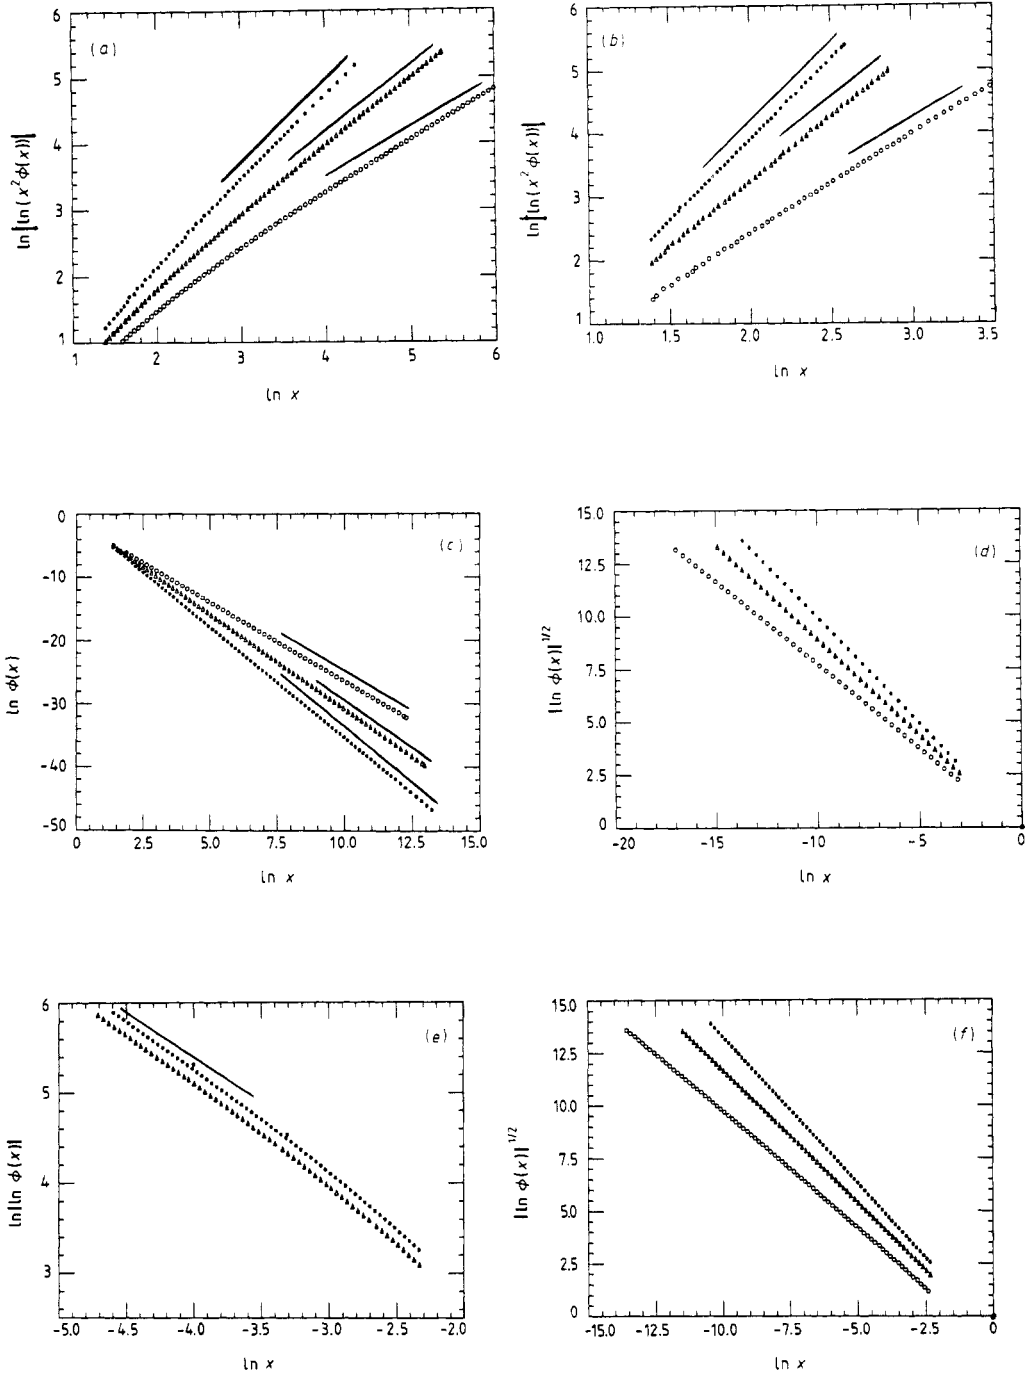 (a)
6
5
4
3
2
1
ln|ln(x²ϕ(x))|
1 2 3 4 5 6
ln x
(b)
6
5
4
3
2
1
ln|ln(x²ϕ(x))|
1.0 1.5 2.0 2.5 3.0 3.5
ln x
(c)
0
-10
-20
-30
-40
-50
ln ϕ(x)
0 2.5 5.0 7.5 10.0 12.5 15.0
ln x
(d)
15.0
12.5
10.0
7.5
5.0
2.5
0
|ln ϕ(x)|^1/2
-20 -15 -10 -5 0
ln x
(e)
6
5
4
3
ln|ln ϕ(x)|
-5.0 -4.5 -4.0 -3.5 -3.0 -2.5 -2.0
ln x
(f)
15.0
12.5
10.0
7.5
5.0
2.5
0
|ln ϕ(x)|^1/2
-15.0 -12.5 -10.0 -7.5 -5.0 -2.5 0
ln x